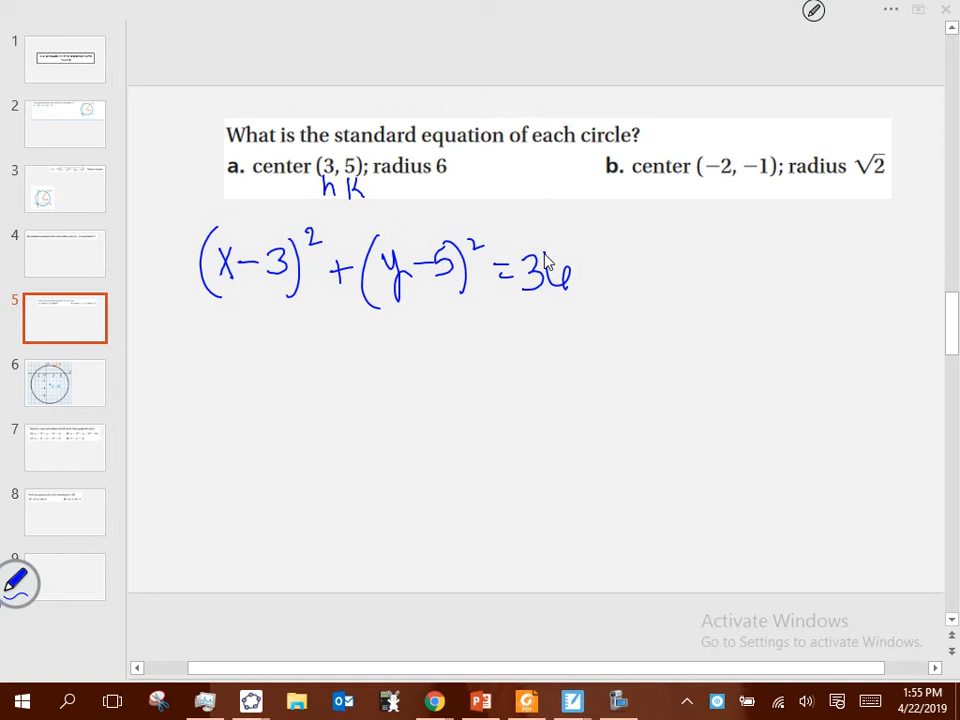 1
What is the standard equation of each circle?
2
a. center (3, 5); radius 6 b. center (−2, −1); radius √2
h k
3
(x−3)² + (y−5)² = 36
4
5
6
7
8
9
Activate Windows
Go to Settings to activate Windows.
1:55 PM
4/22/2019